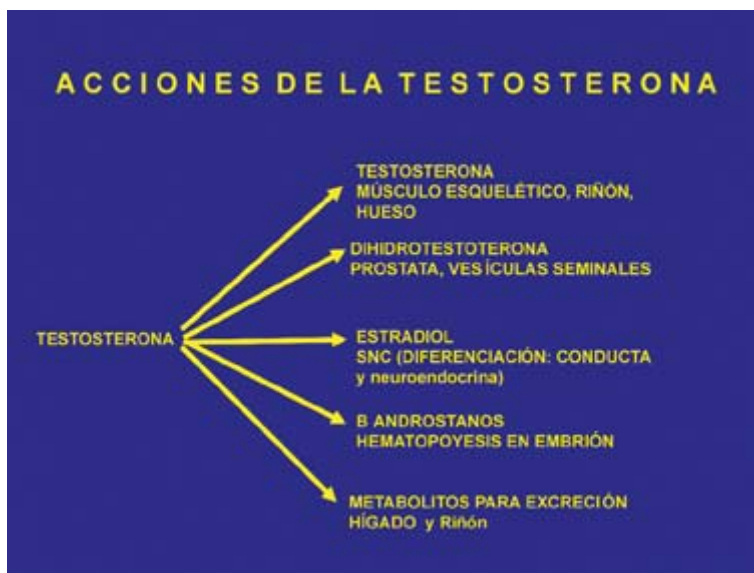 ACCIONES DE LA TESTOSTERONA
TESTOSTERONA
MÚSCULO ESQUELÉTICO, RIÑÓN,
HUESO
DIHIDROTESTOTERONA
PROSTATA, VESÍCULAS SEMINALES
TESTOSTERONA
ESTRADIOL
SNC (DIFERENCIACIÓN: CONDUCTA
y neuroendocrina)
B ANDROSTANOS
HEMATOPOYESIS EN EMBRIÓN
METABOLITOS PARA EXCRECIÓN
HÍGADO y Riñón